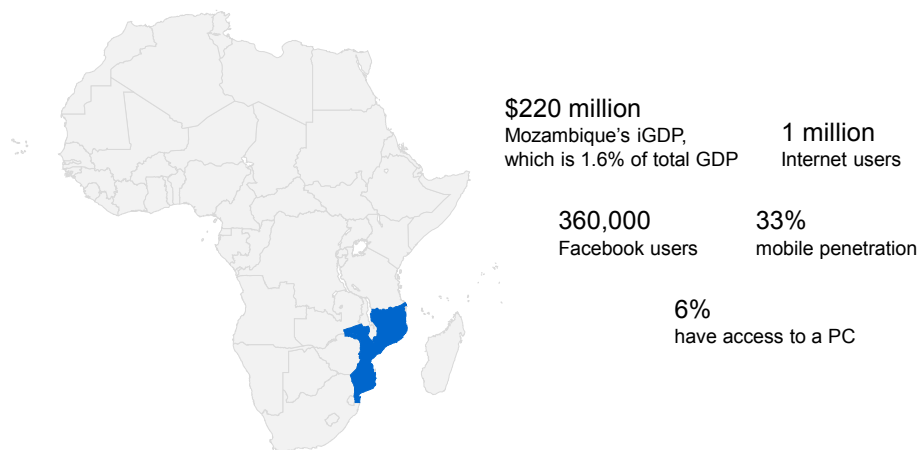 $220 million
Mozambique's iGDP,
which is 1.6% of total GDP
1 million
Internet users
360,000
Facebook users
33%
mobile penetration
6%
have access to a PC